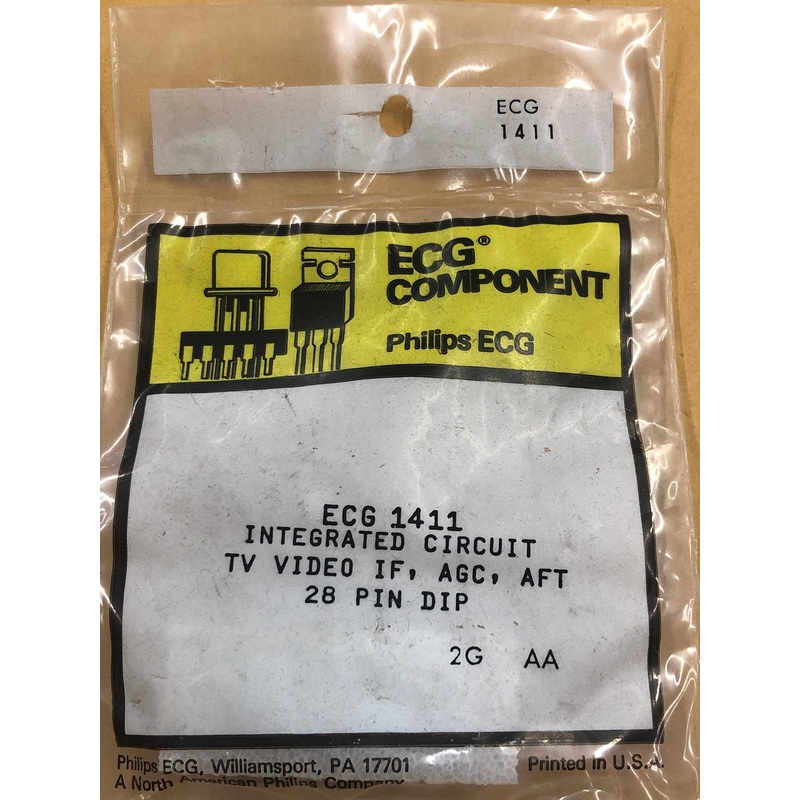 ECG
1411
ECG®
COMPONENT
Philips ECG
ECG 1411
INTEGRATED CIRCUIT
TV VIDEO IF, AGC, AFT
28 PIN DIP
2G AA
Philips ECG, Williamsport, PA 17701 Printed in U.S.A.
A North American Philips Company